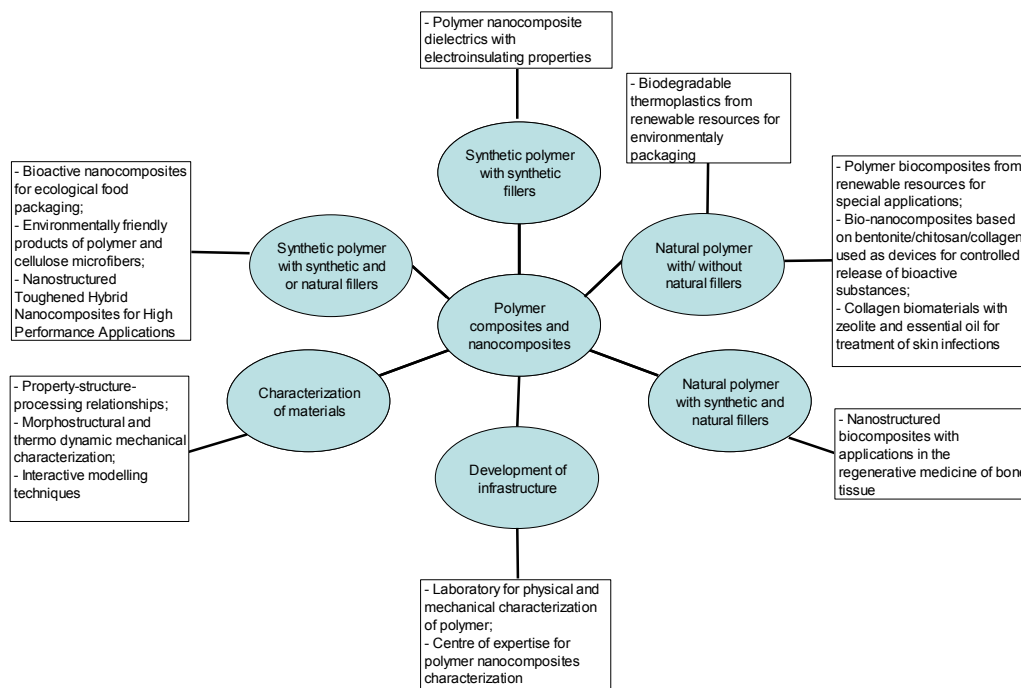 - Polymer nanocomposite
dielectrics with
electroinsulating properties
- Biodegradable
thermoplastics from
renewable resources for
environmentaly
packaging
Synthetic polymer
with synthetic
fillers
- Bioactive nanocomposites
for ecological food
packaging;
- Environmentally friendly
products of polymer and
cellulose microfibers;
- Nanostructured
Toughened Hybrid
Nanocomposites for High
Performance Applications
Synthetic polymer
with synthetic and
or natural fillers
Natural polymer
with/ without
natural fillers
- Polymer biocomposites from
renewable resources for
special applications;
- Bio-nanocomposites based
on bentonite/chitosan/collagen
used as devices for controlled
release of bioactive
substances;
- Collagen biomaterials with
zeolite and essential oil for
treatment of skin infections
Polymer
composites and
nanocomposites
- Property-structure-
processing relationships;
- Morphostructural and
thermo dynamic mechanical
characterization;
- Interactive modelling
techniques
Characterization
of materials
Natural polymer
with synthetic and
natural fillers
- Nanostructured
biocomposites with
applications in the
regenerative medicine of bone
tissue
Development of
infrastructure
- Laboratory for physical and
mechanical characterization
of polymer;
- Centre of expertise for
polymer nanocomposites
characterization